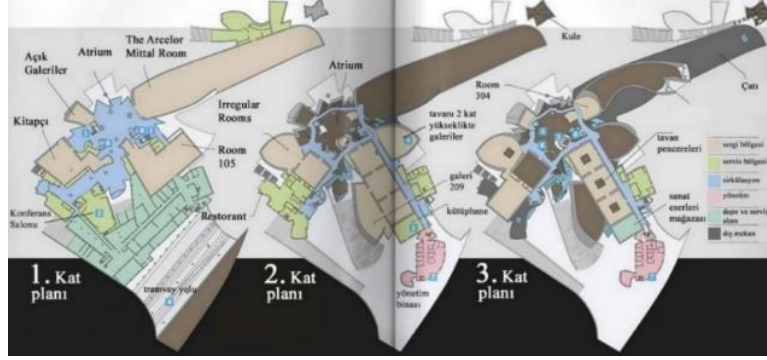 The Arcelor
Mittal Room
Atrium
Açık
Galeriler
Kitapçı
Irregular
Rooms
Room
105
Konferans
Salonu
Restorant
1. Kat
planı
tramvay yolu
Atrium
tavanı 2 kat
yükseklikte
galeriler
galeri
209
kütüphane
2. Kat
planı
yönetim
binası
Kule
Room
304
Çatı
tavan
pencereleri
sanat
eserleri
mağazası
3. Kat
planı
sergi bölgesi
servis bölgesi
sirkülasyon
yönetim
depo ve servis
alanı
dış mekan